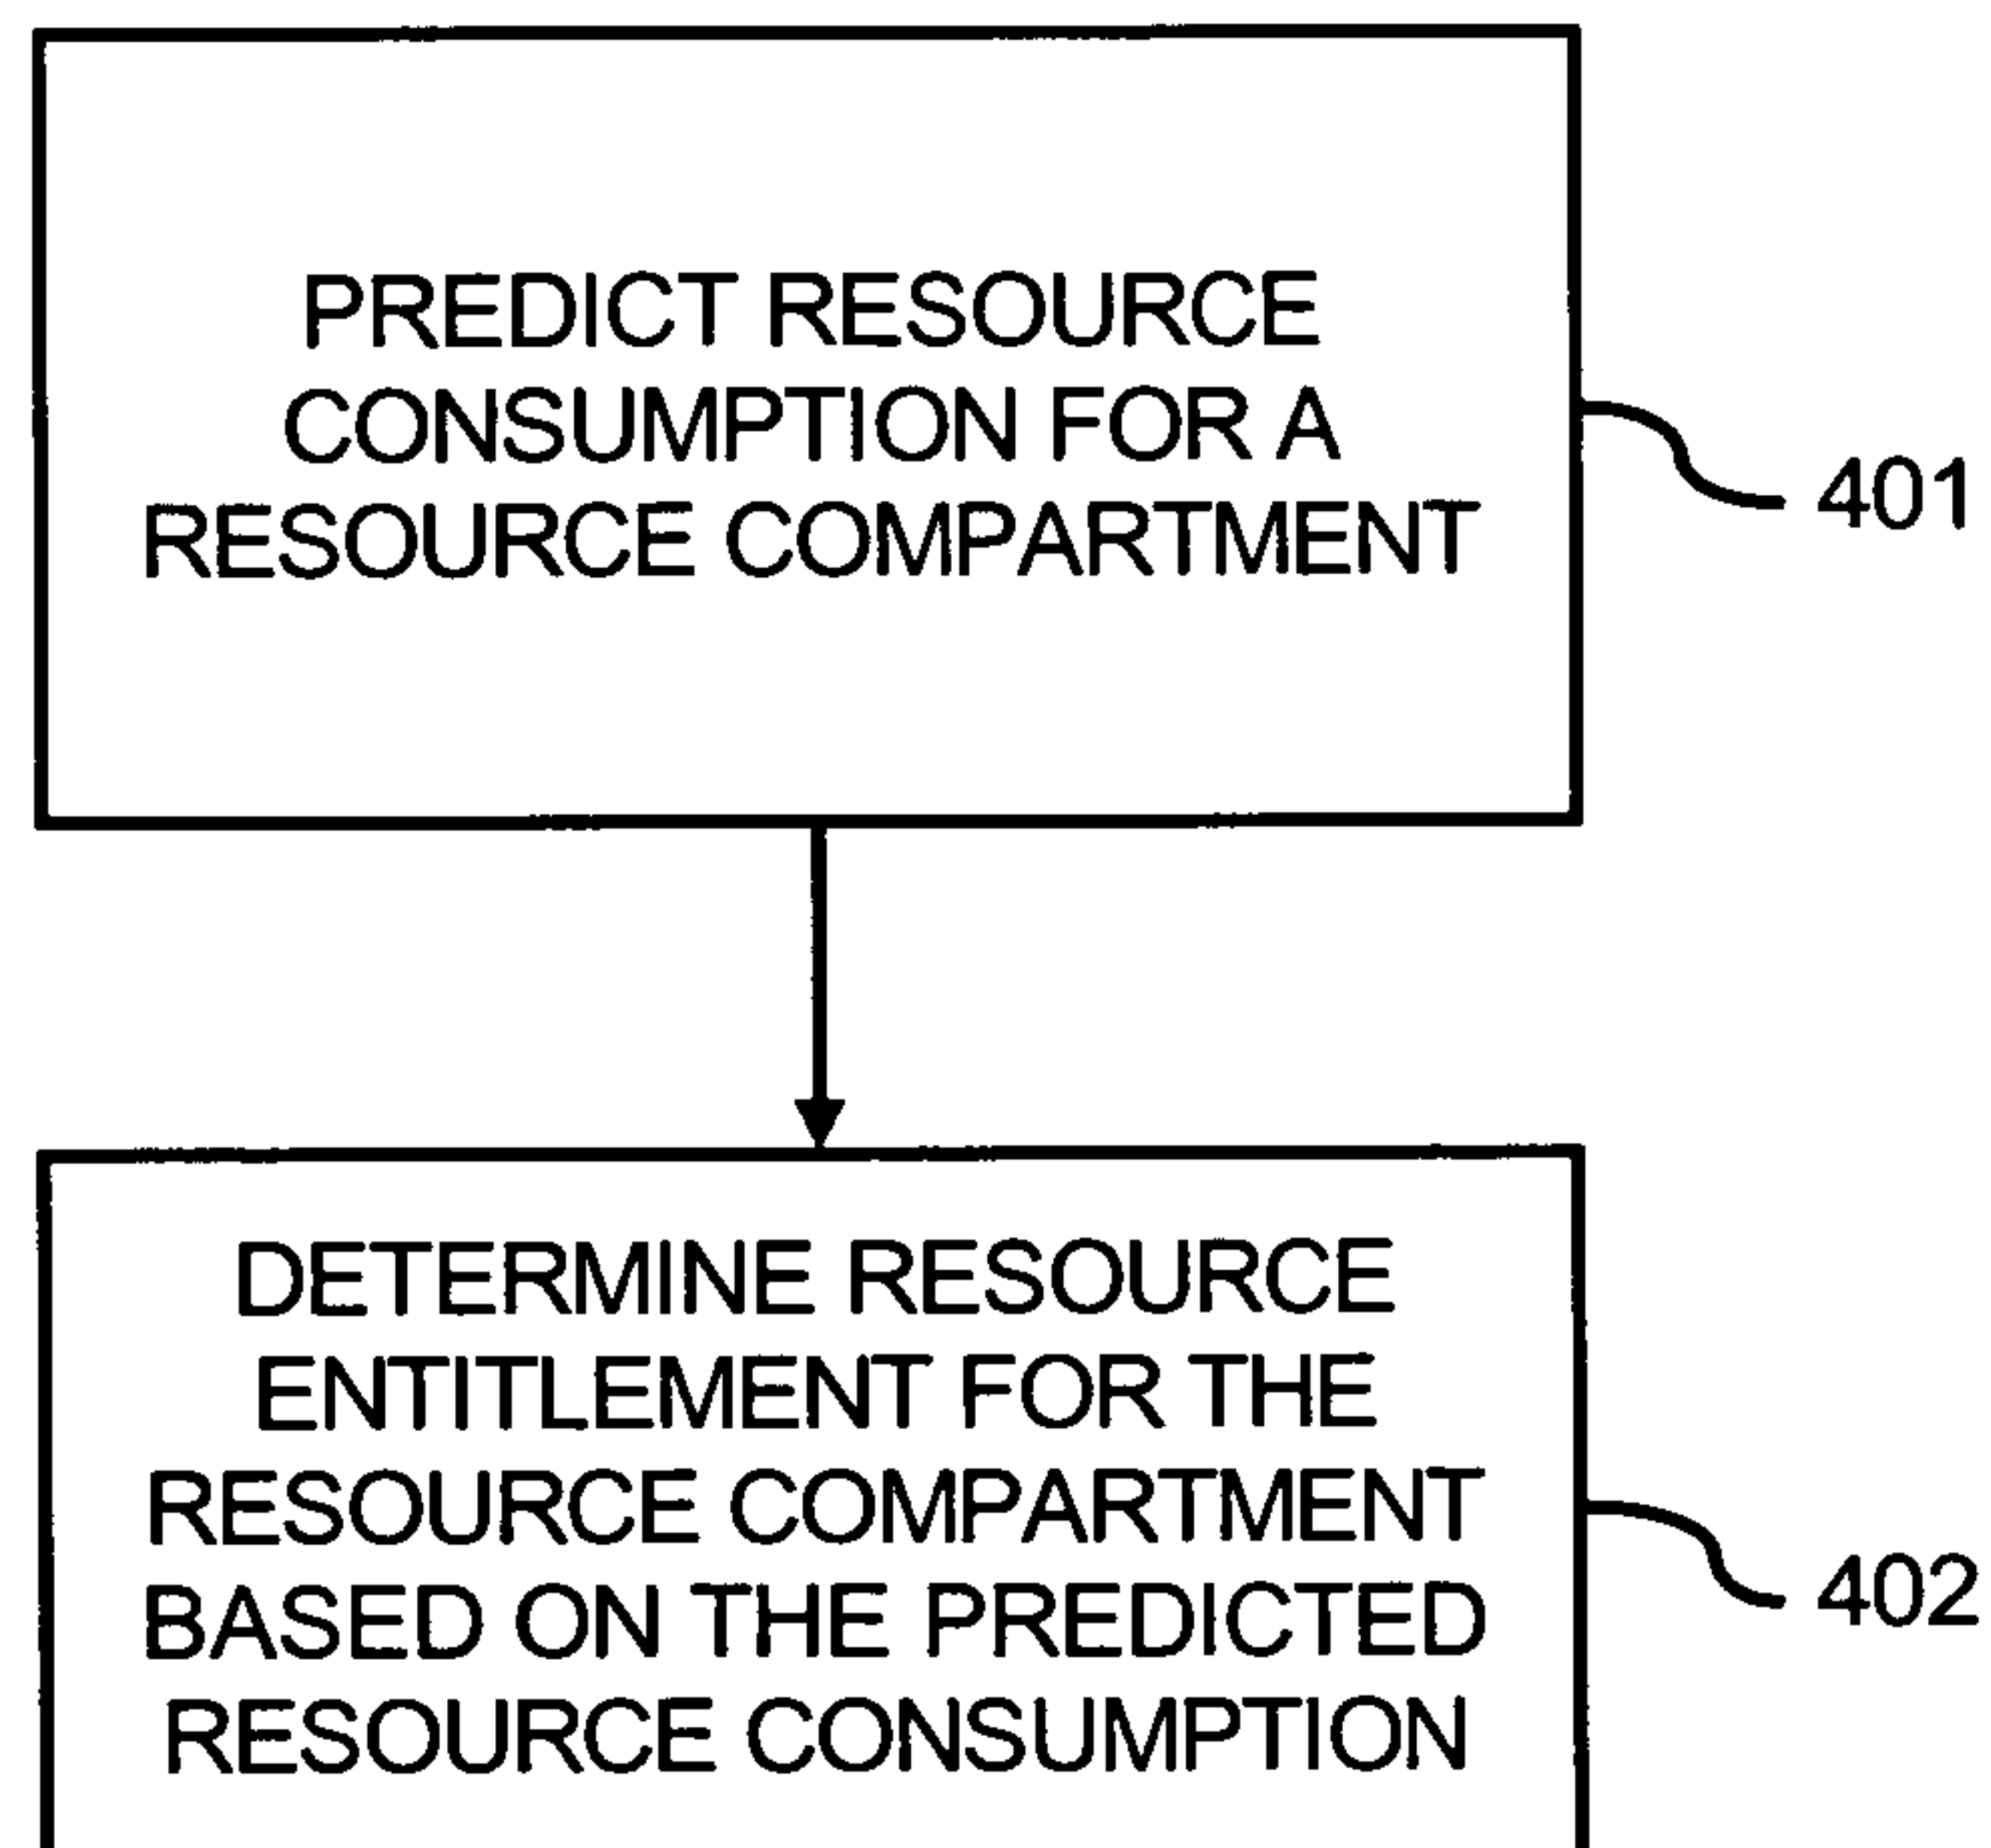 PREDICT RESOURCE
CONSUMPTION FOR A
RESOURCE COMPARTMENT
401
DETERMINE RESOURCE
ENTITLEMENT FOR THE
RESOURCE COMPARTMENT
BASED ON THE PREDICTED
RESOURCE CONSUMPTION
402